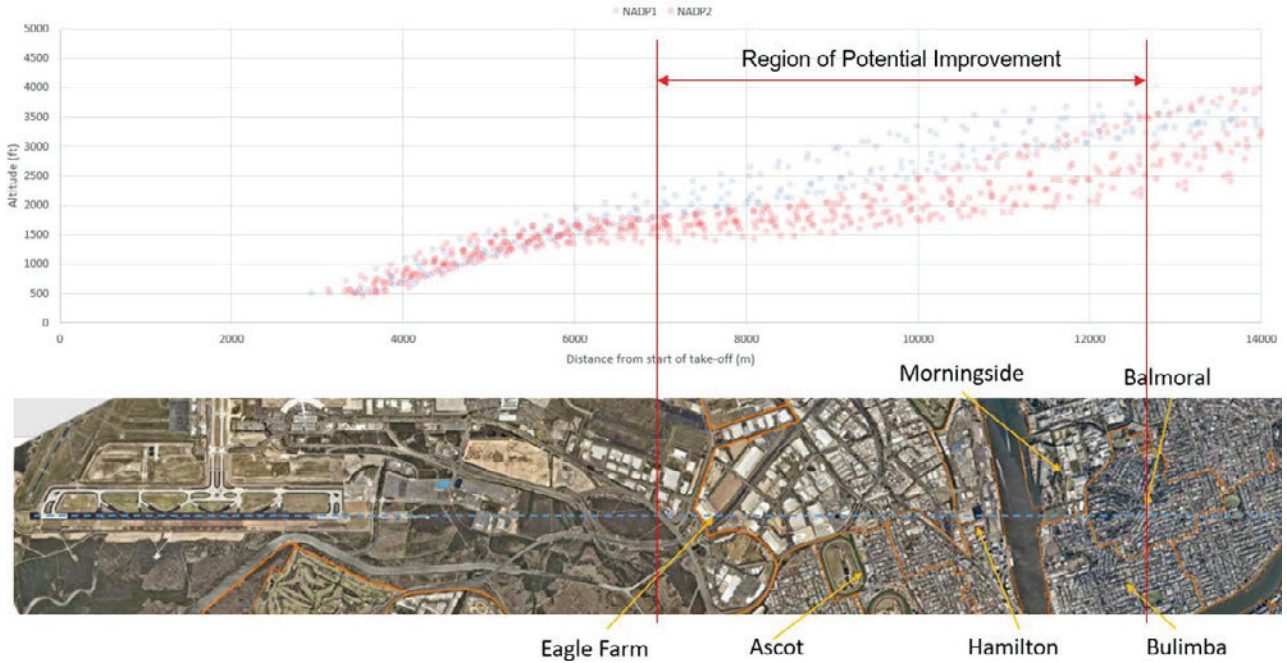 NADP1 NADP2
Region of Potential Improvement
Altitude (ft)
5000
4500
4000
3500
3000
2500
2000
1500
1000
500
0
0 2000 4000 6000 8000 10000 12000 14000
Distance from start of take-off (m)
Morningside
Balmoral
Eagle Farm
Ascot
Hamilton
Bulimba